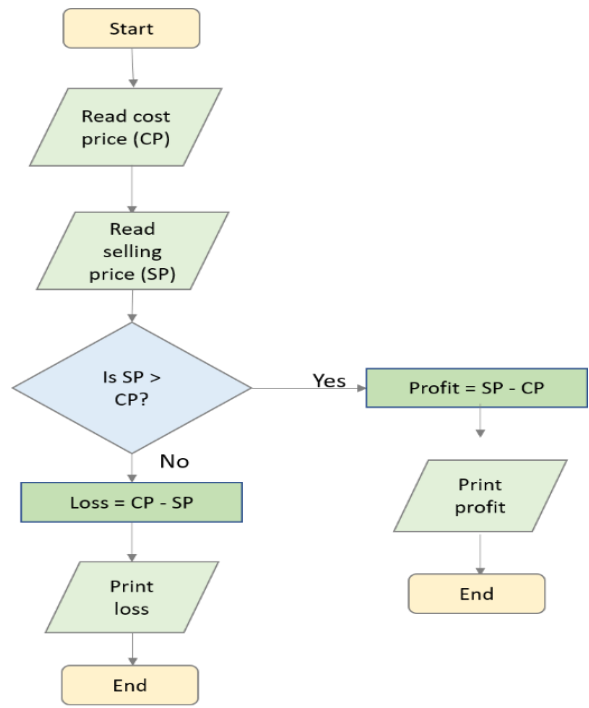 Start
Read cost
price (CP)
Read
selling
price (SP)
Is SP >
CP?
Yes
Profit = SP - CP
No
Loss = CP - SP
Print
profit
Print
loss
End
End